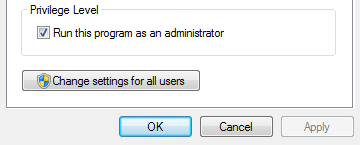 Privilege Level
Run this program as an administrator
Change settings for all users
OK Cancel Apply